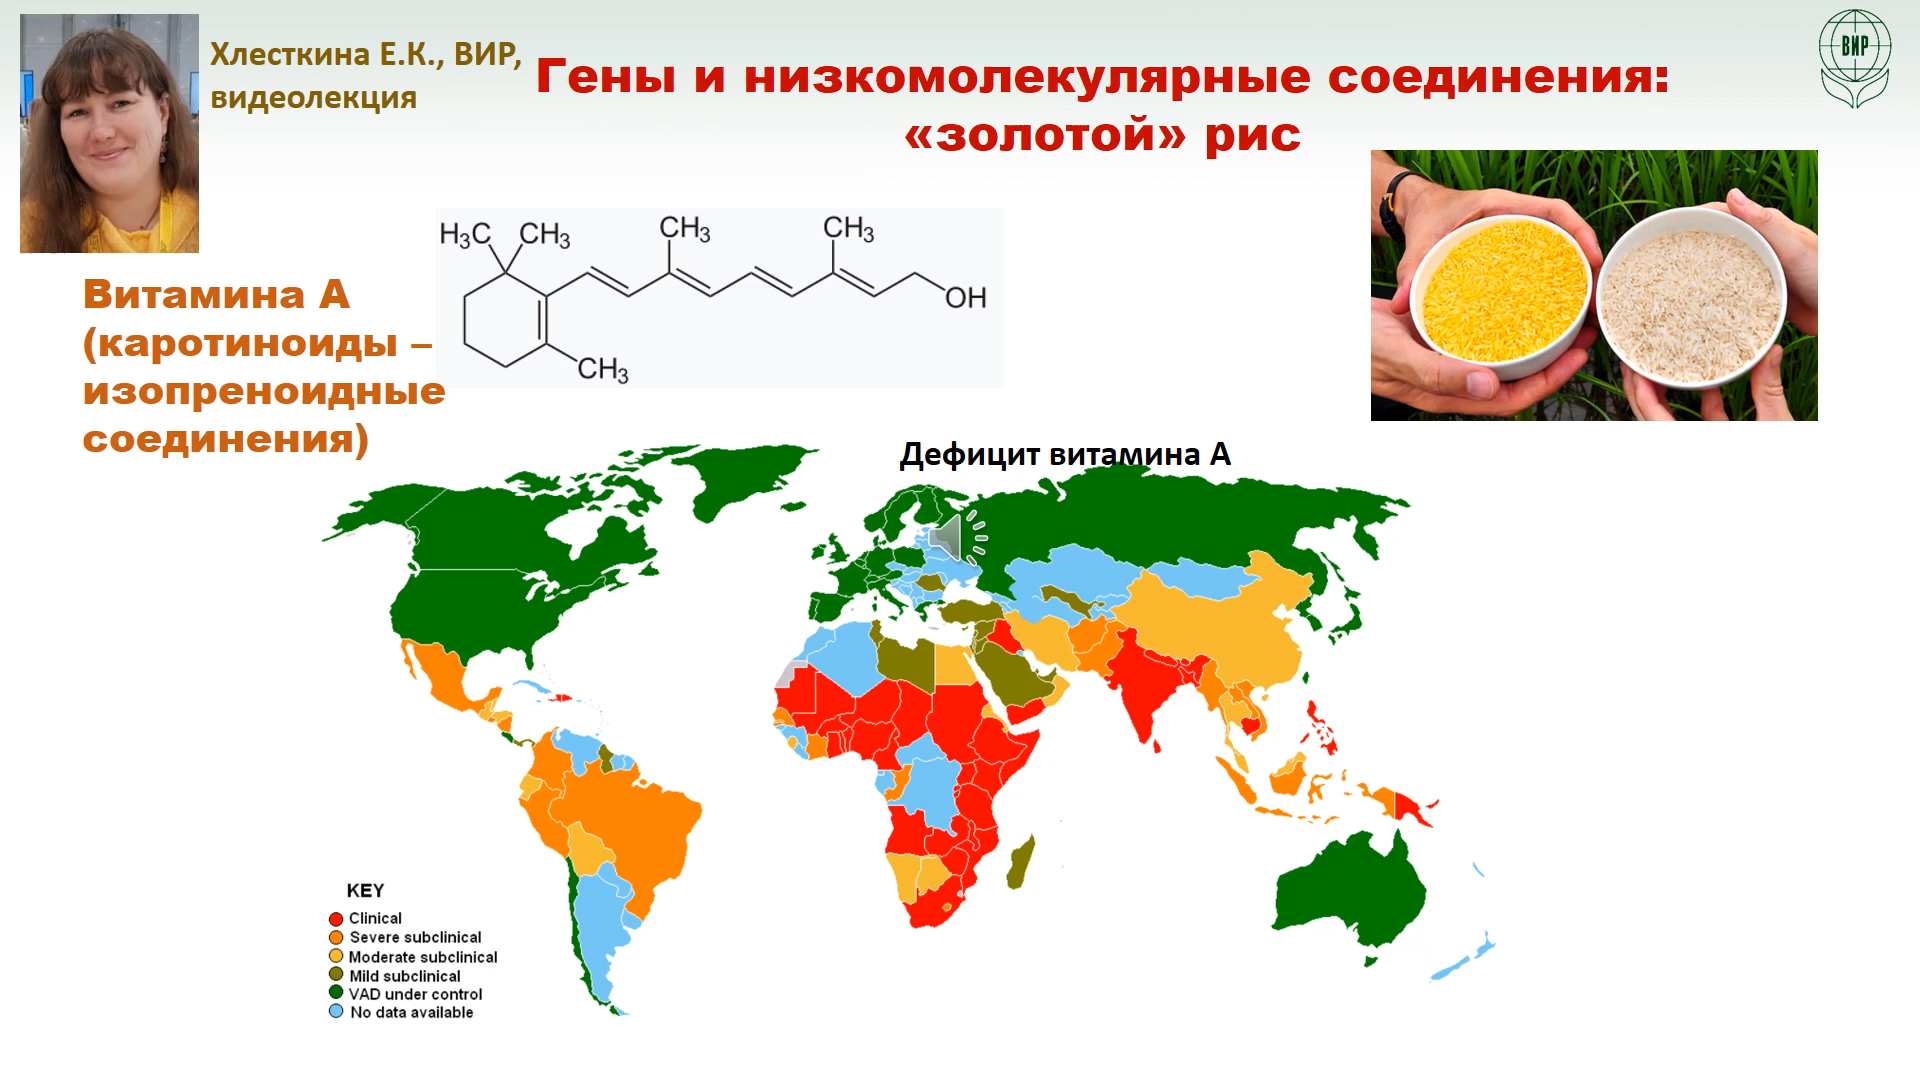 Хлесткина Е.К., ВИР,
видеолекция
Гены и низкомолекулярные соединения:
«золотой» рис
ВИР
H₃C CH₃ CH₃ CH₃
OH
CH₃
Витамина А
(каротиноиды –
изопреноидные
соединения)
Дефицит витамина А
KEY
Clinical
Severe subclinical
Moderate subclinical
Mild subclinical
VAD under control
No data available